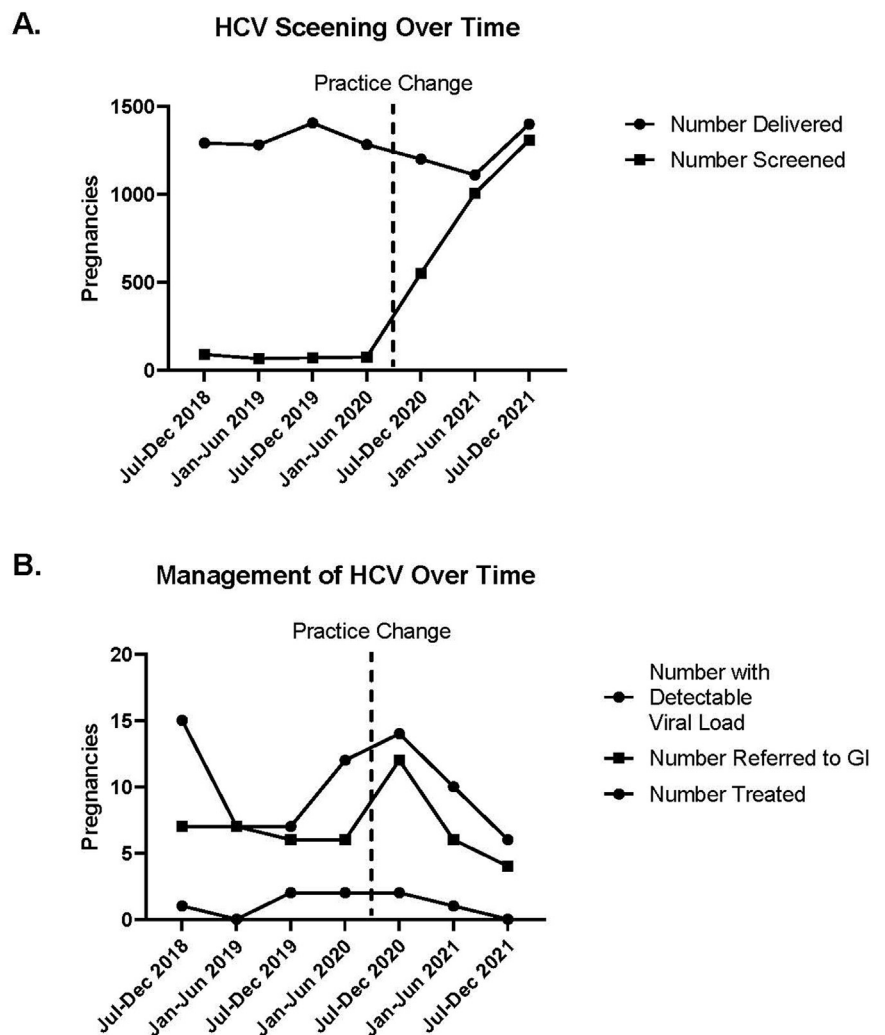 A.
HCV Sceening Over Time
Practice Change
1500
1000
500
0
Pregnancies
Jul-Dec 2018
Jan-Jun 2019
Jul-Dec 2019
Jan-Jun 2020
Jul-Dec 2020
Jan-Jun 2021
Jul-Dec 2021
Number Delivered
Number Screened
B.
Management of HCV Over Time
Practice Change
20
15
10
5
0
Pregnancies
Jul-Dec 2018
Jan-Jun 2019
Jul-Dec 2019
Jan-Jun 2020
Jul-Dec 2020
Jan-Jun 2021
Jul-Dec 2021
Number with
Detectable
Viral Load
Number Referred to GI
Number Treated